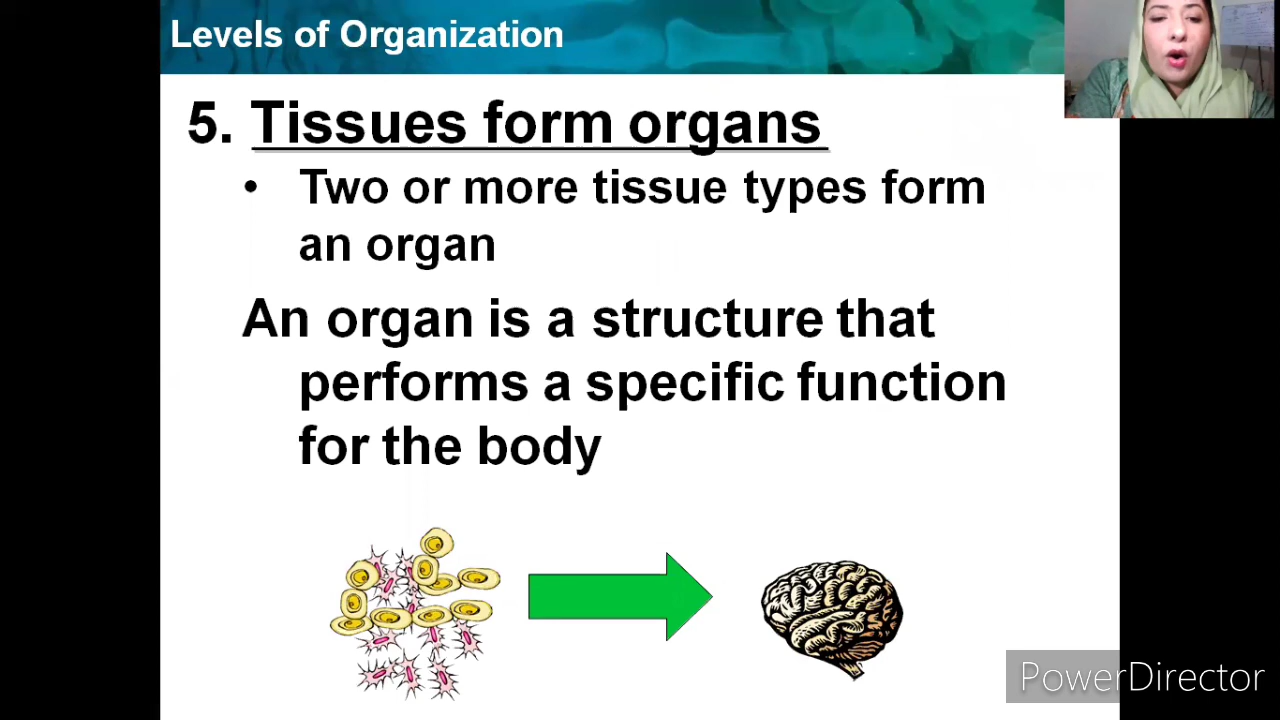 Levels of Organization
5. Tissues form organs
• Two or more tissue types form
an organ
An organ is a structure that
performs a specific function
for the body
PowerDirector